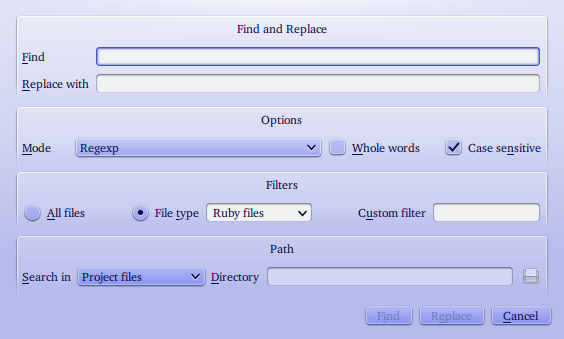 Find and Replace
Find
Replace with
Options
Mode Regexp Whole words Case sensitive
Filters
All files File type Ruby files Custom filter
Path
Search in Project files Directory
Find Replace Cancel